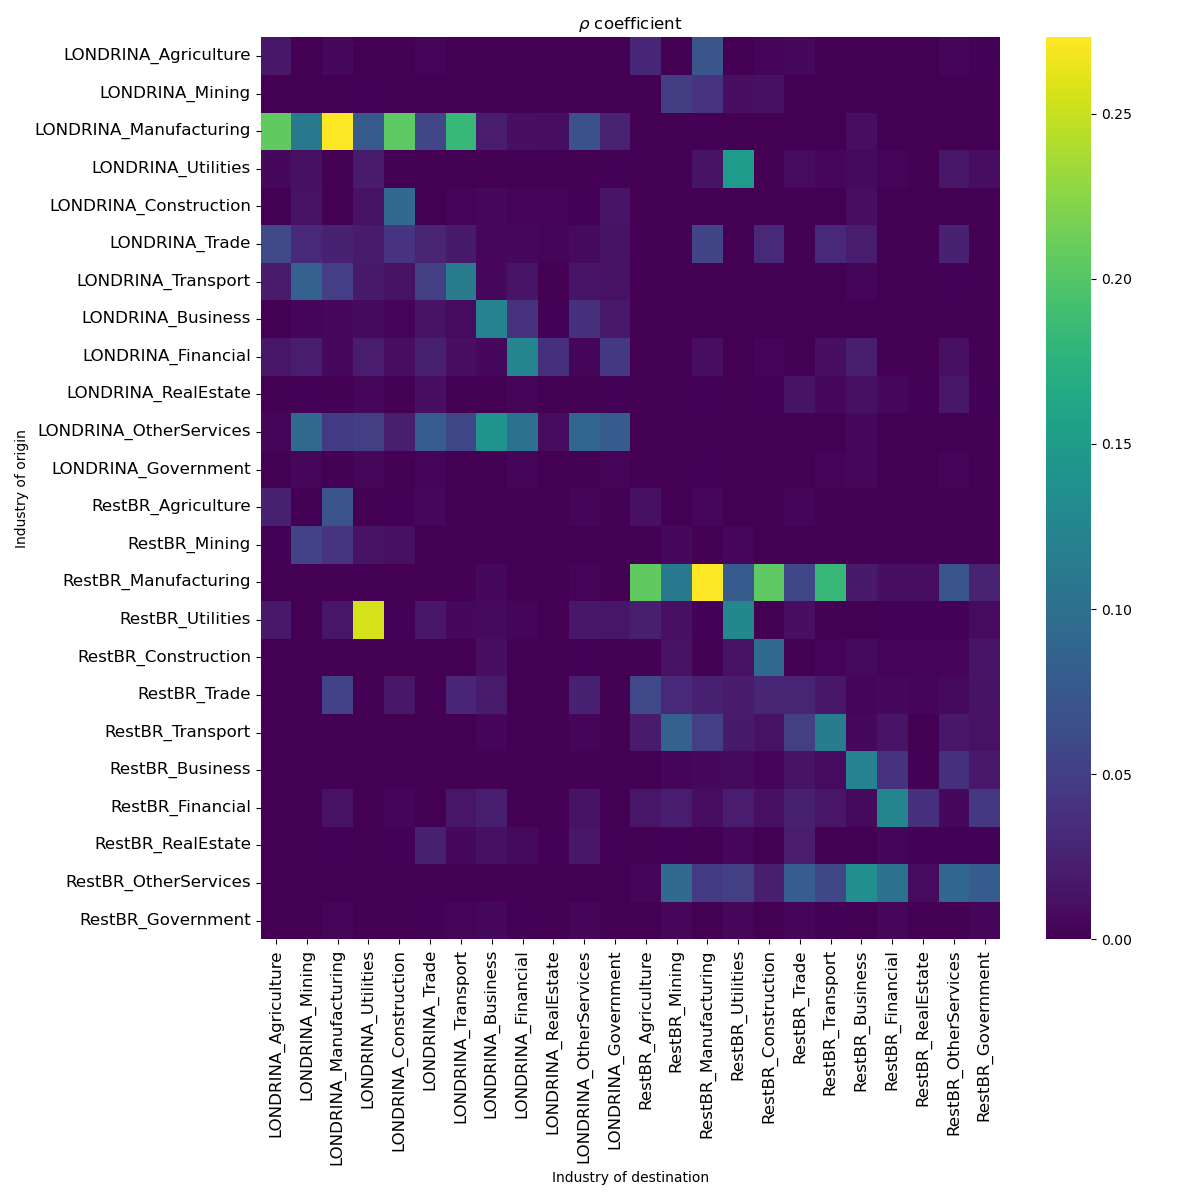 ρ coefficient
Industry of origin
LONDRINA_Agriculture
LONDRINA_Mining
LONDRINA_Manufacturing
LONDRINA_Utilities
LONDRINA_Construction
LONDRINA_Trade
LONDRINA_Transport
LONDRINA_Business
LONDRINA_Financial
LONDRINA_RealEstate
LONDRINA_OtherServices
LONDRINA_Government
RestBR_Agriculture
RestBR_Mining
RestBR_Manufacturing
RestBR_Utilities
RestBR_Construction
RestBR_Trade
RestBR_Transport
RestBR_Business
RestBR_Financial
RestBR_RealEstate
RestBR_OtherServices
RestBR_Government
LONDRINA_Agriculture
LONDRINA_Mining
LONDRINA_Manufacturing
LONDRINA_Utilities
LONDRINA_Construction
LONDRINA_Trade
LONDRINA_Transport
LONDRINA_Business
LONDRINA_Financial
LONDRINA_RealEstate
LONDRINA_OtherServices
LONDRINA_Government
RestBR_Agriculture
RestBR_Mining
RestBR_Manufacturing
RestBR_Utilities
RestBR_Construction
RestBR_Trade
RestBR_Transport
RestBR_Business
RestBR_Financial
RestBR_RealEstate
RestBR_OtherServices
RestBR_Government
Industry of destination
0.25
0.20
0.15
0.10
0.05
0.00